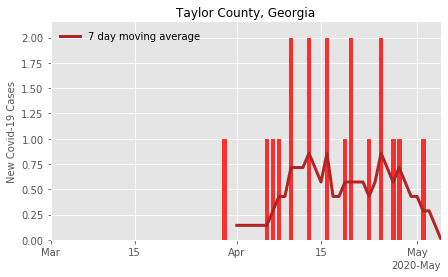 Taylor County, Georgia
7 day moving average
New Covid-19 Cases
2.00
1.75
1.50
1.25
1.00
0.75
0.50
0.25
0.00
Mar
15
Apr
15
May
2020-May